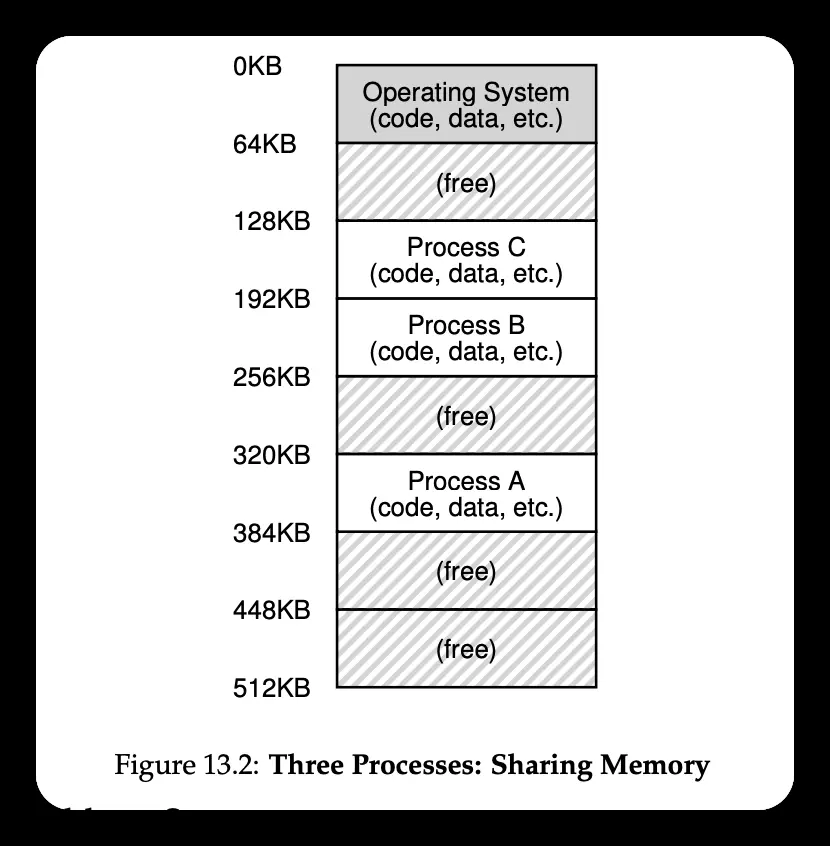 0KB
Operating System
(code, data, etc.)
64KB
(free)
128KB
Process C
(code, data, etc.)
192KB
Process B
(code, data, etc.)
256KB
(free)
320KB
Process A
(code, data, etc.)
384KB
(free)
448KB
(free)
512KB
Figure 13.2: Three Processes: Sharing Memory